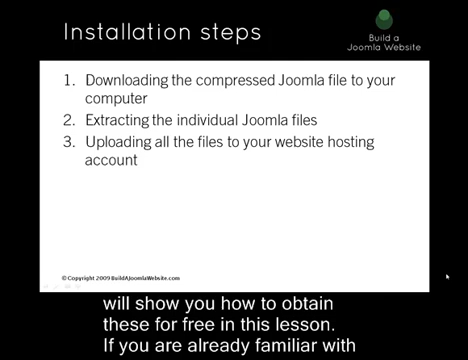 Installation steps
Build a
Joomla Website
1. Downloading the compressed Joomla file to your
computer
2. Extracting the individual Joomla files
3. Uploading all the files to your website hosting
account
© Copyright 2009 BuildAJoomlaWebsite.com
will show you how to obtain
these for free in this lesson.
If you are already familiar with